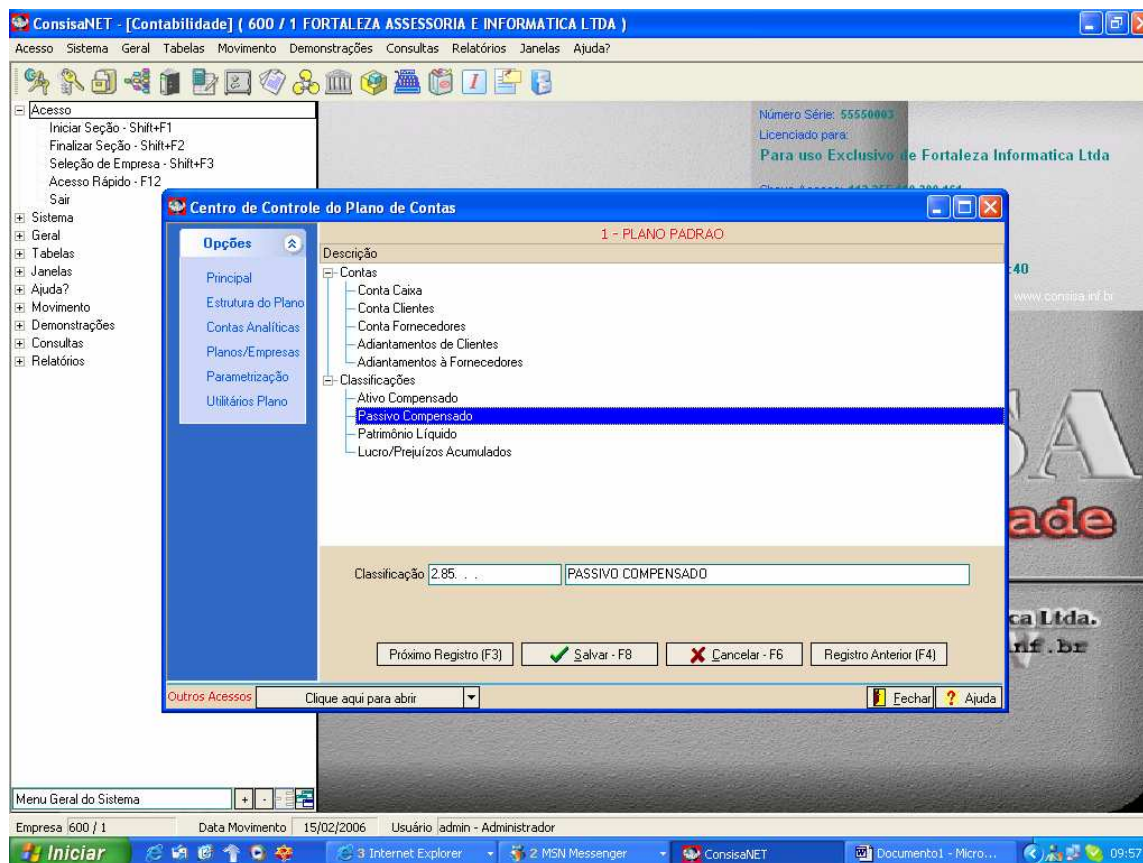 ConsisaNET - [Contabilidade] ( 600 / 1 FORTALEZA ASSESSORIA E INFORMATICA LTDA )
Acesso Sistema Geral Tabelas Movimento Demonstrações Consultas Relatórios Janelas Ajuda?
Acesso
Iniciar Seção - Shift+F1
Finalizar Seção - Shift+F2
Seleção de Empresa - Shift+F3
Acesso Rápido - F12
Sair
Sistema
Geral
Tabelas
Janelas
Ajuda?
Movimento
Demonstrações
Consultas
Relatórios
Número Série: 55550003
Licenciado para:
Para uso Exclusivo de Fortaleza Informatica Ltda
:40
www.consisa.inf.br
Centro de Controle do Plano de Contas
Opções
Principal
Estrutura do Plano
Contas Analíticas
Planos/Empresas
Parametrização
Utilitários Plano
1 - PLANO PADRAO
Descrição
Contas
Conta Caixa
Conta Clientes
Conta Fornecedores
Adiantamentos de Clientes
Adiantamentos à Fornecedores
Classificações
Ativo Compensado
Passivo Compensado
Patrimônio Líquido
Lucro/Prejuízos Acumulados
Classificação 2.85. . . PASSIVO COMPENSADO
Próximo Registro (F3) Salvar - F8 Cancelar - F6 Registro Anterior (F4)
Outros Acessos Clique aqui para abrir Fechar Ajuda
SA
ade
ca Ltda.
nf.br
Menu Geral do Sistema + -
Empresa 600 / 1 Data Movimento 15/02/2006 Usuário admin - Administrador
Iniciar 3 Internet Explorer 2 MSN Messenger ConsisaNET Documento1 - Micro... 09:57